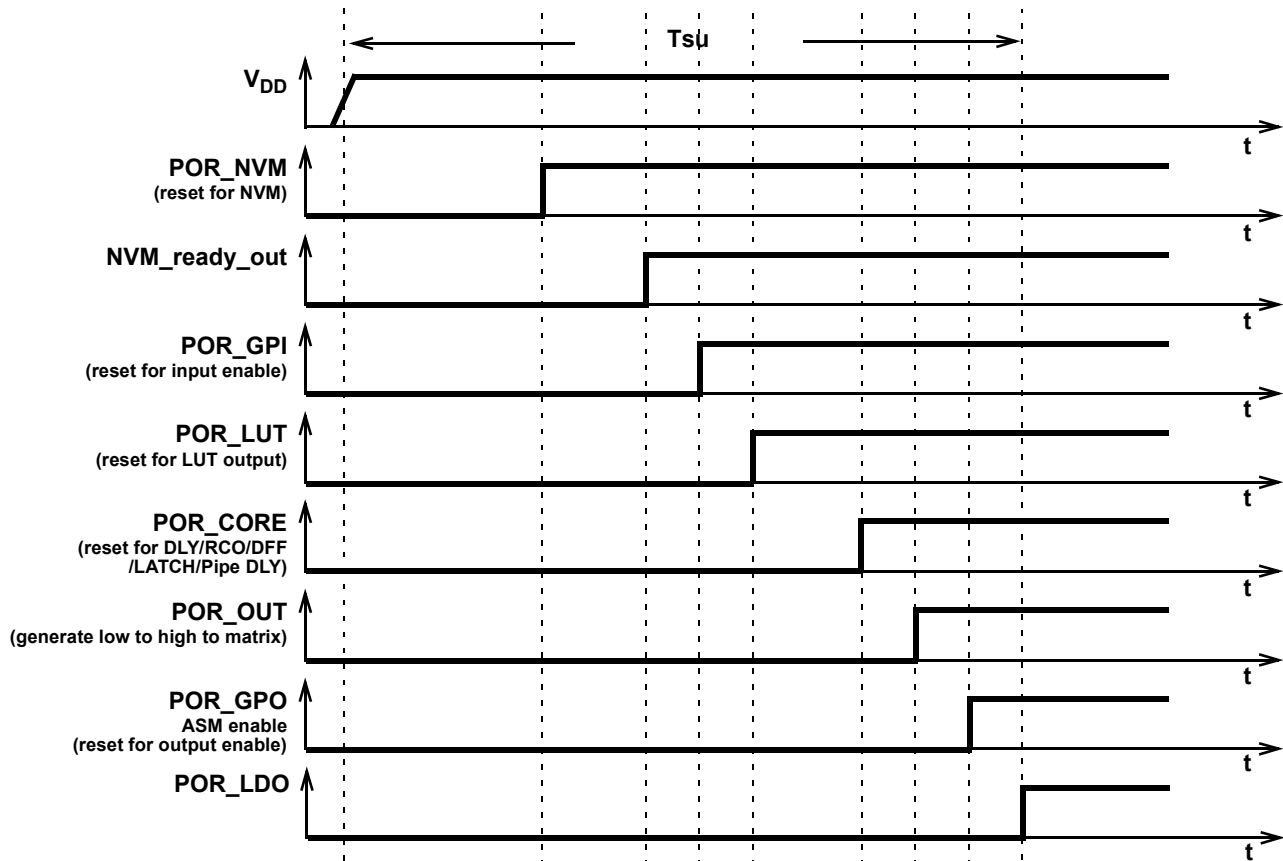 Tsu
VDD
t
POR_NVM
(reset for NVM)
t
NVM_ready_out
t
POR_GPI
(reset for input enable)
t
POR_LUT
(reset for LUT output)
t
POR_CORE
(reset for DLY/RCO/DFF
/LATCH/Pipe DLY)
t
POR_OUT
(generate low to high to matrix)
t
POR_GPO
ASM enable
(reset for output enable)
t
POR_LDO
t